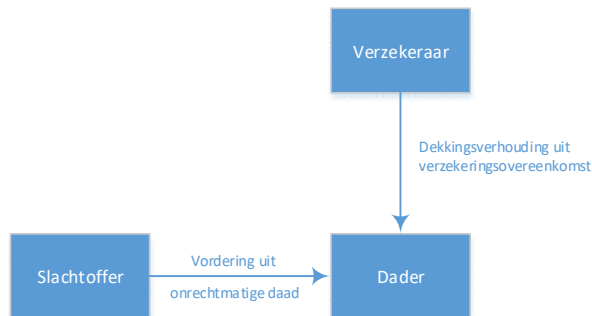 Verzekeraar
Dekkingsverhouding uit
verzekeringsovereenkomst
Slachtoffer
Vordering uit
onrechtmatige daad
Dader